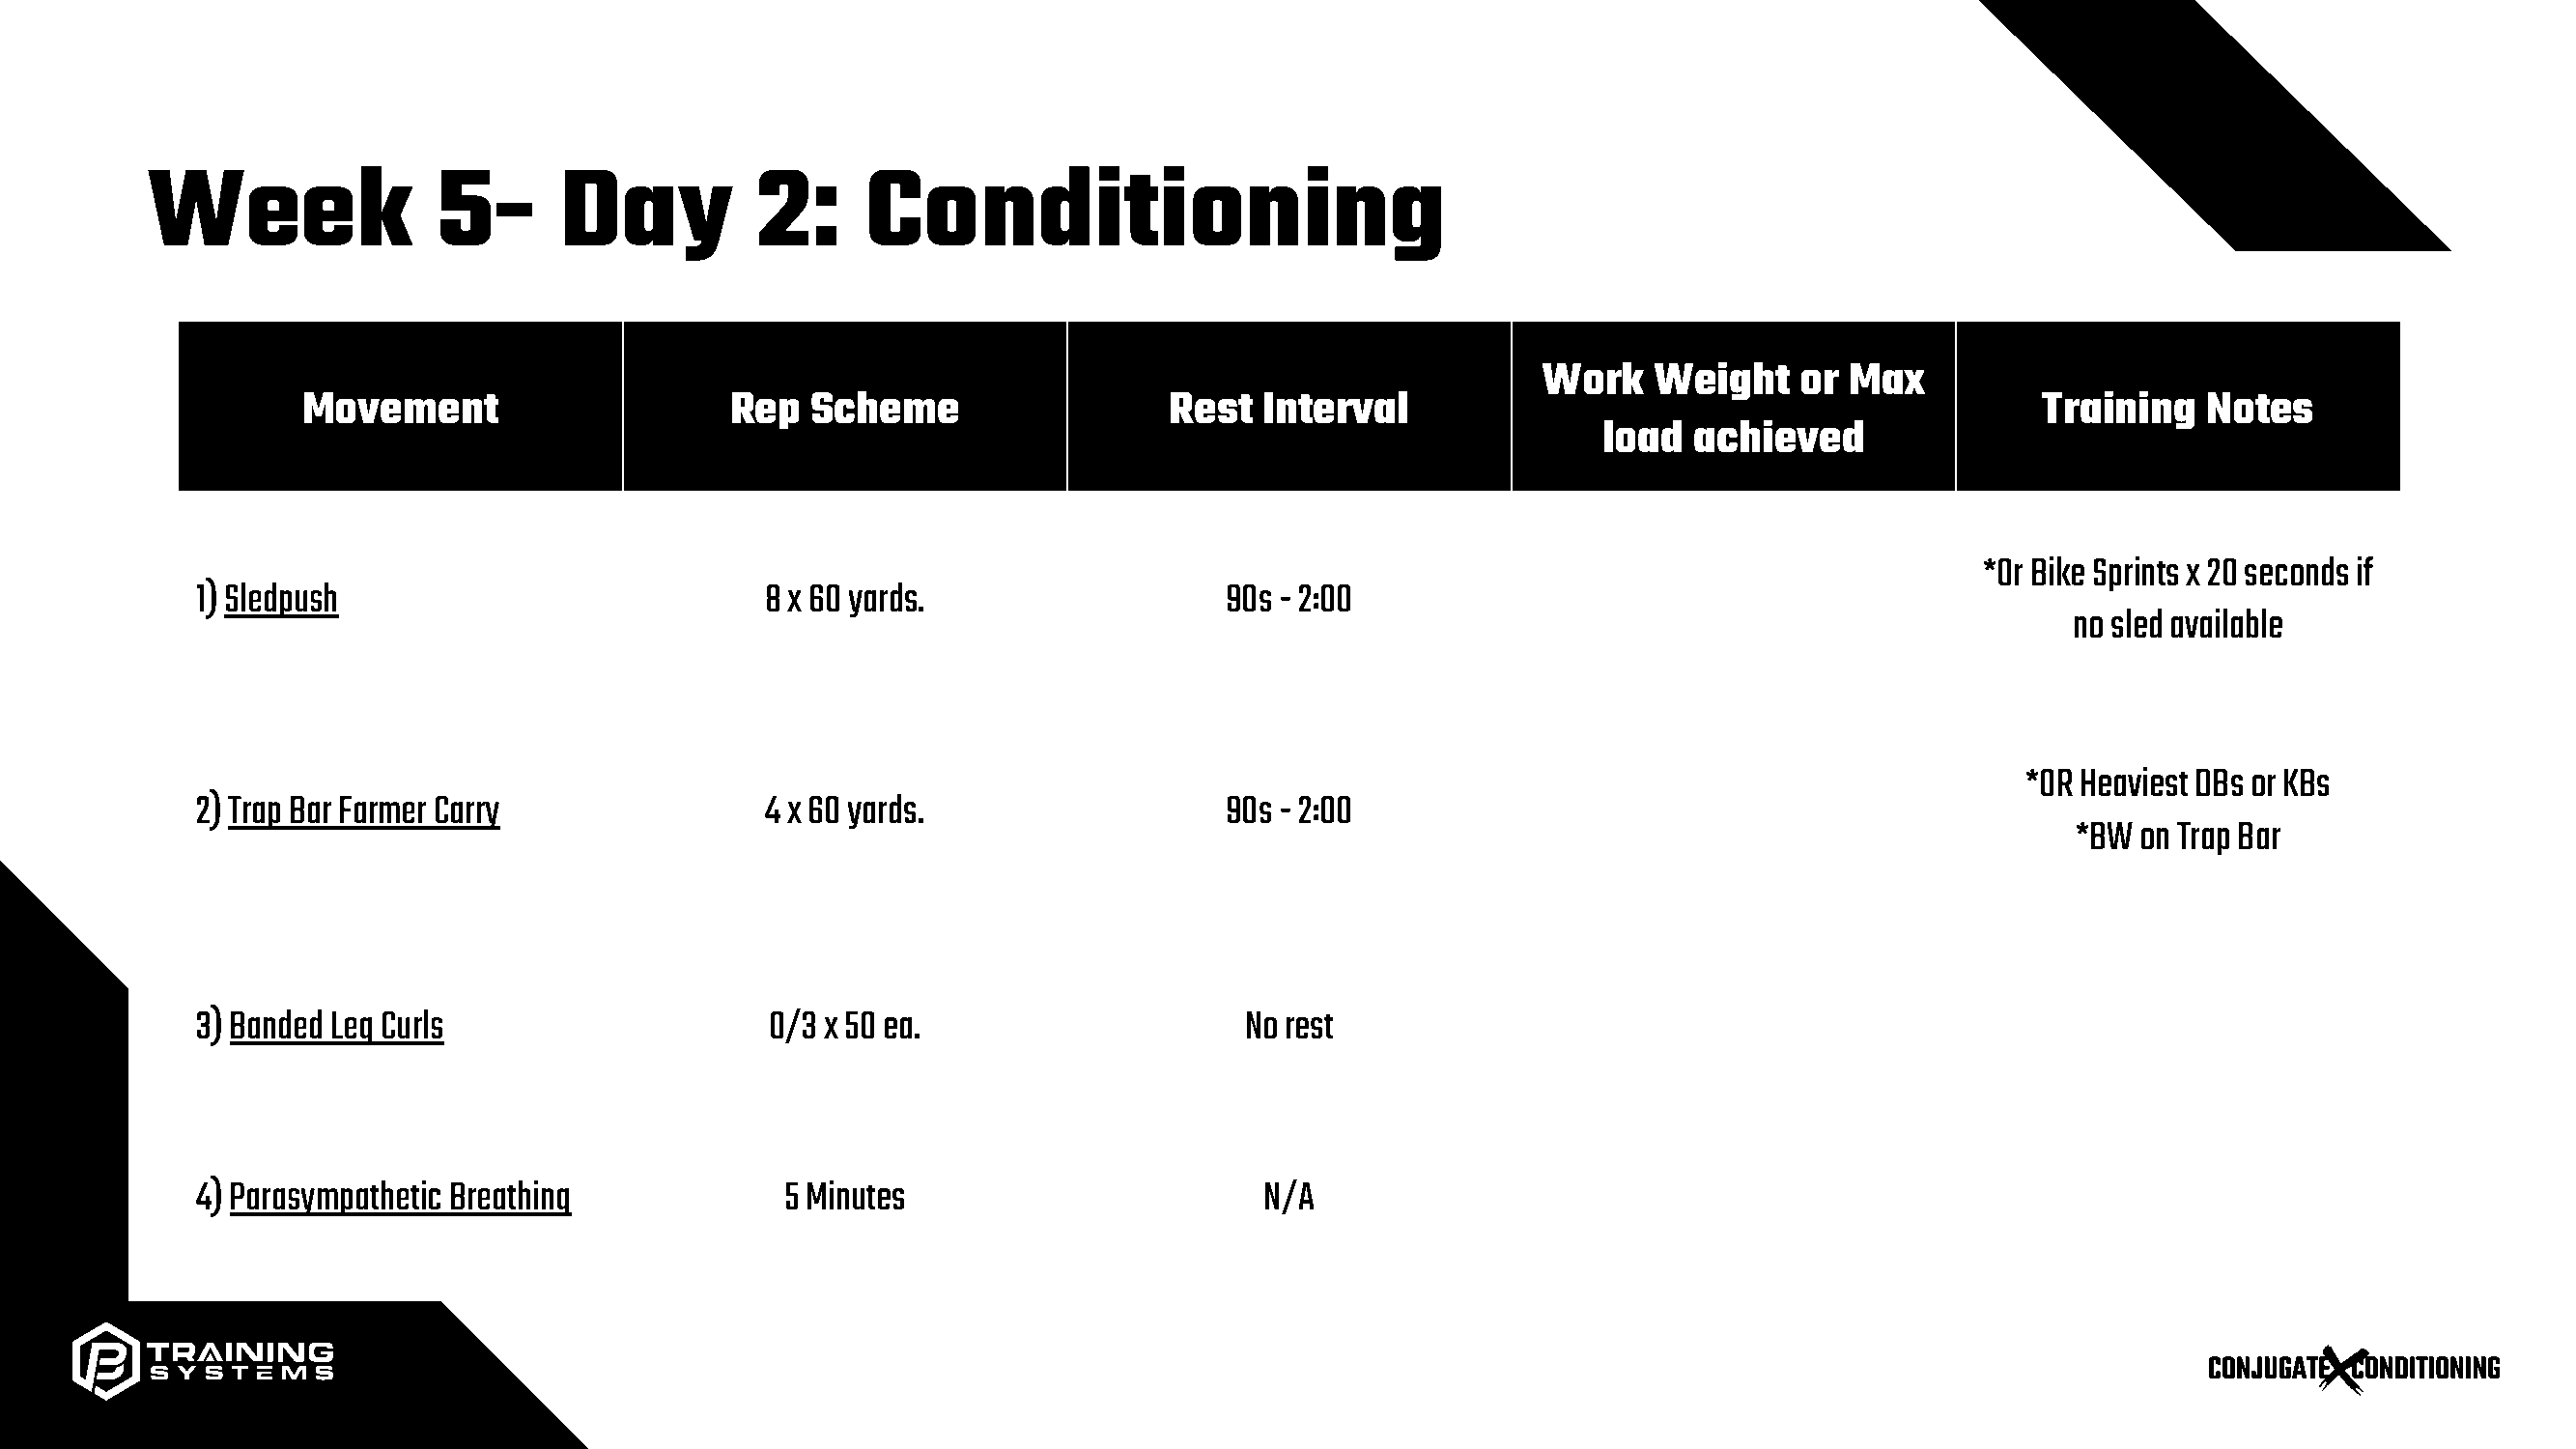 Week 5- Day 2: Conditioning
Movement
Rep Scheme
Rest Interval
Work Weight or Max
load achieved
Training Notes
1) Sledpush
8 x 60 yards.
90s - 2:00
*Or Bike Sprints x 20 seconds if
no sled available
2) Trap Bar Farmer Carry
4 x 60 yards.
90s - 2:00
*OR Heaviest DBs or KBs
*BW on Trap Bar
3) Banded Leg Curls
0/3 x 50 ea.
No rest
4) Parasympathetic Breathing
5 Minutes
N/A
TRAINING
SYSTEMS
CONJUGATE X CONDITIONING